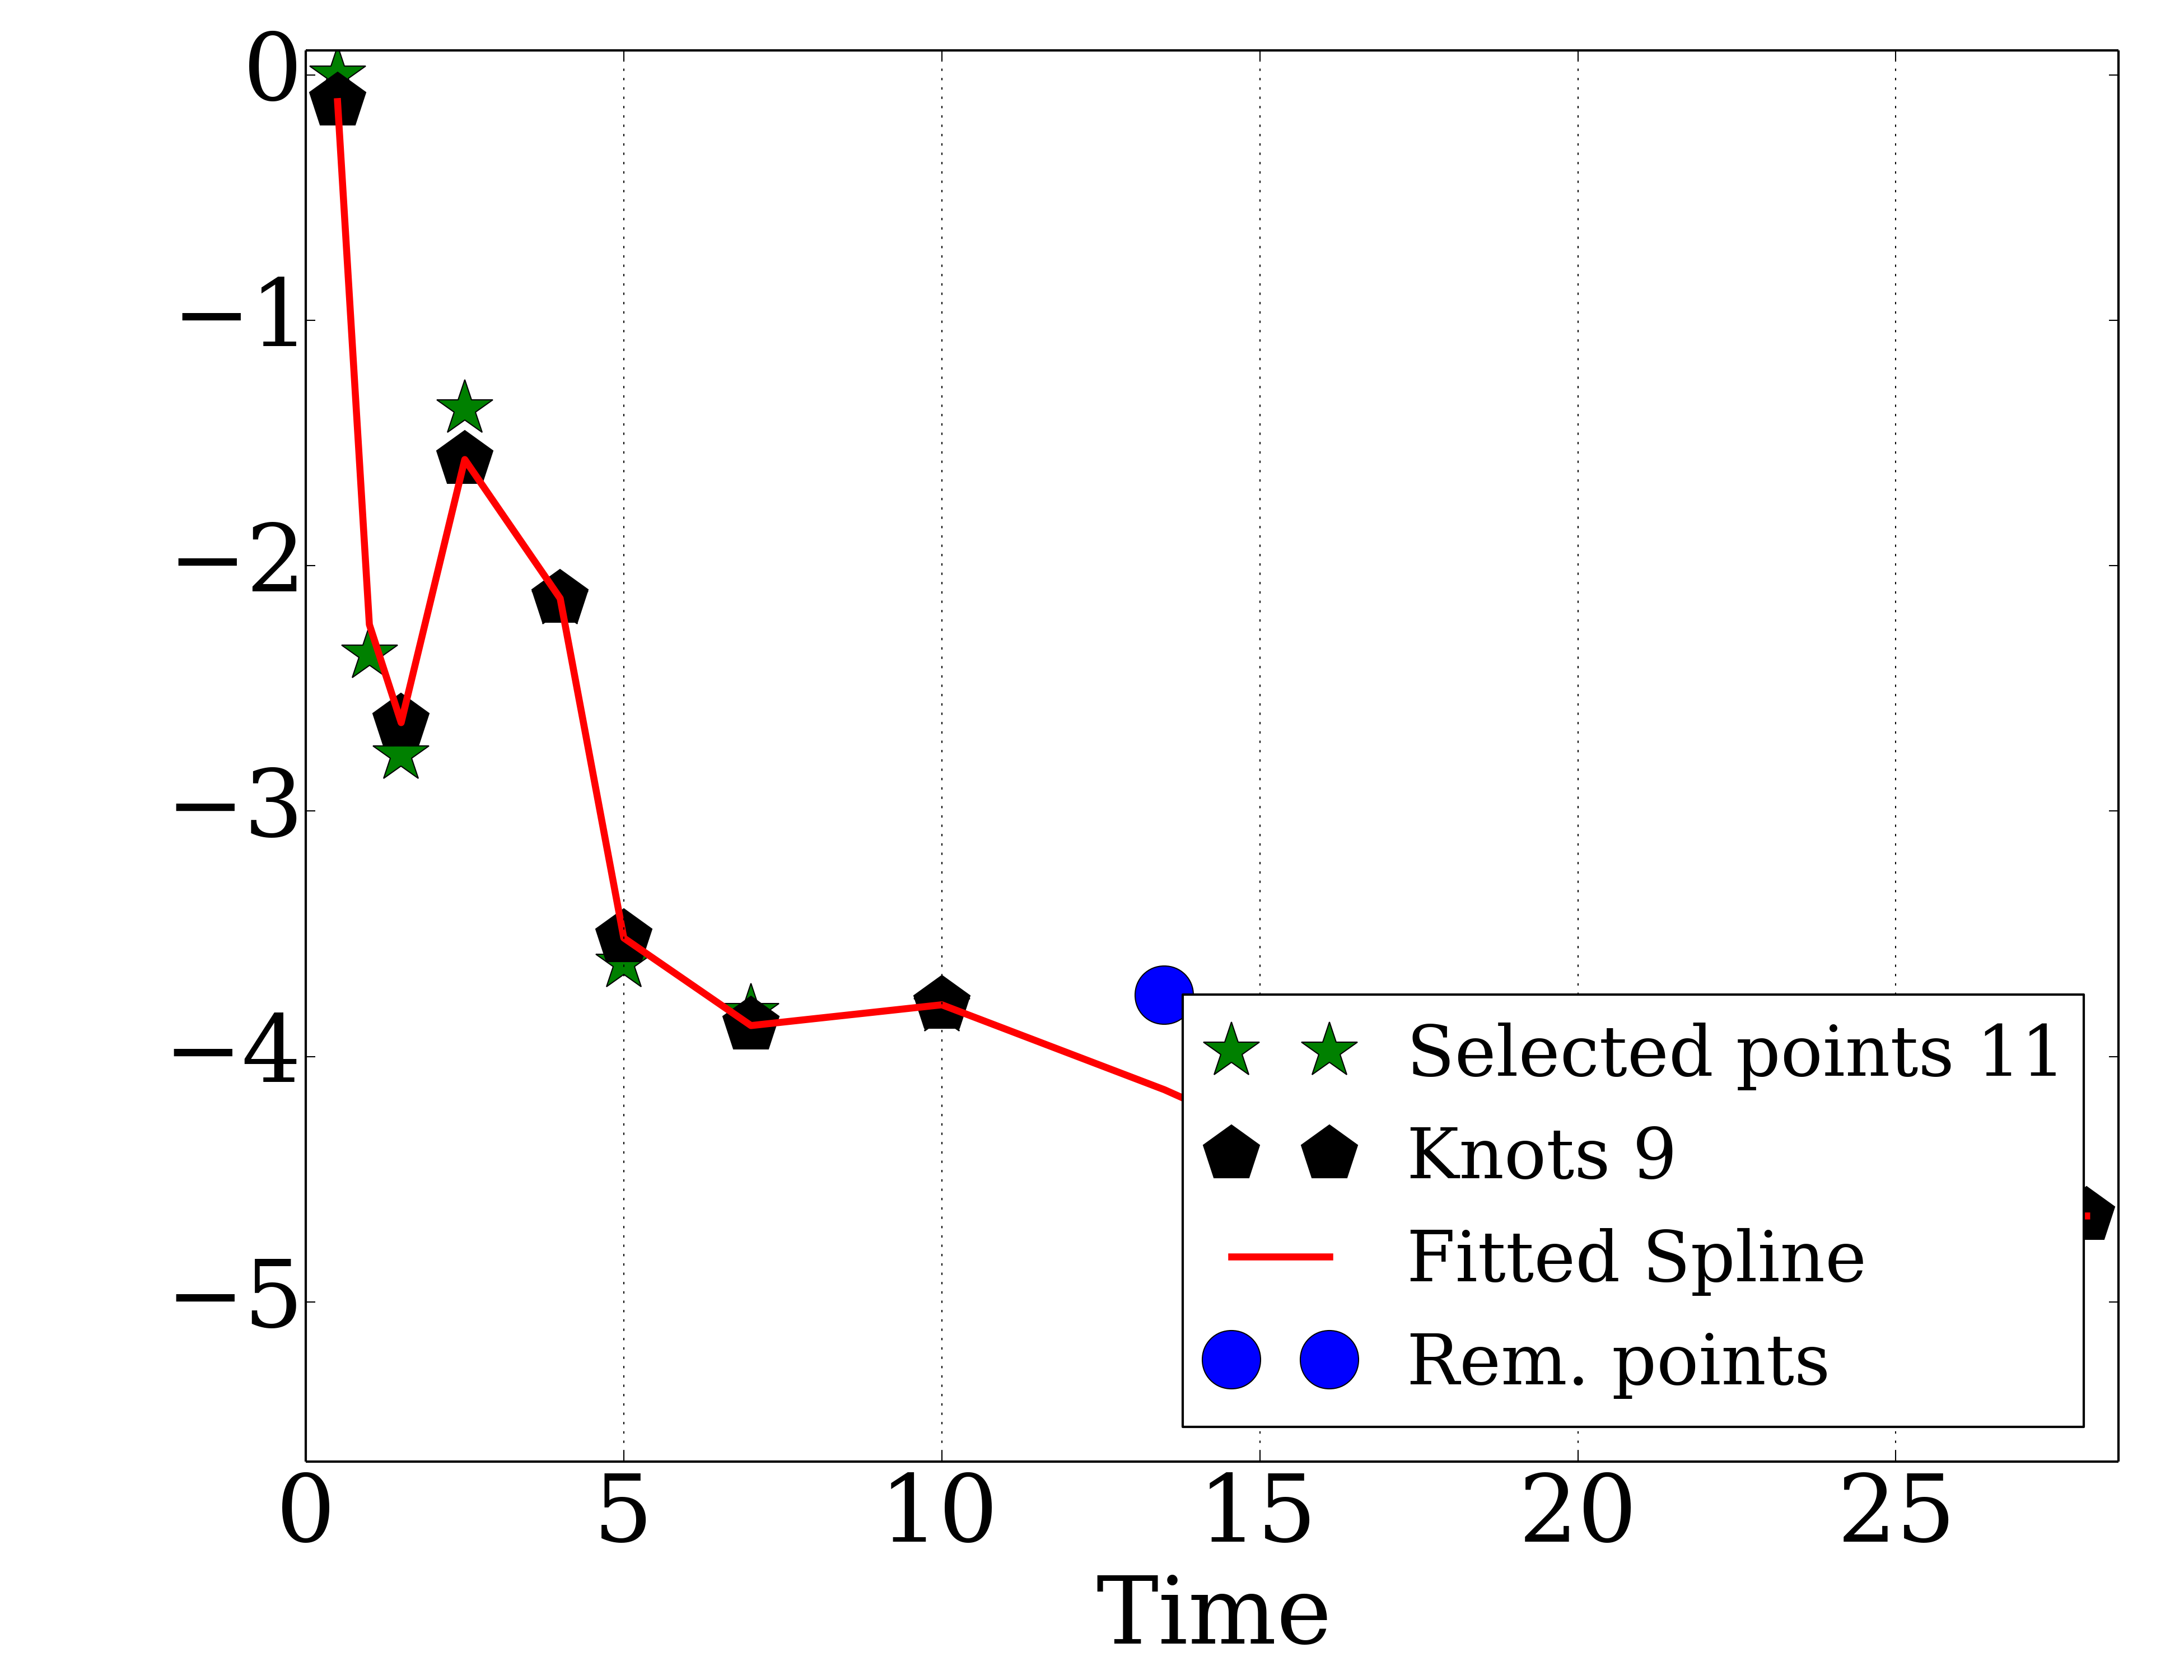 0
−1
−2
−3
−4
−5
Selected points 11
Knots 9
Fitted Spline
Rem. points
0 5 10 15 20 25
Time